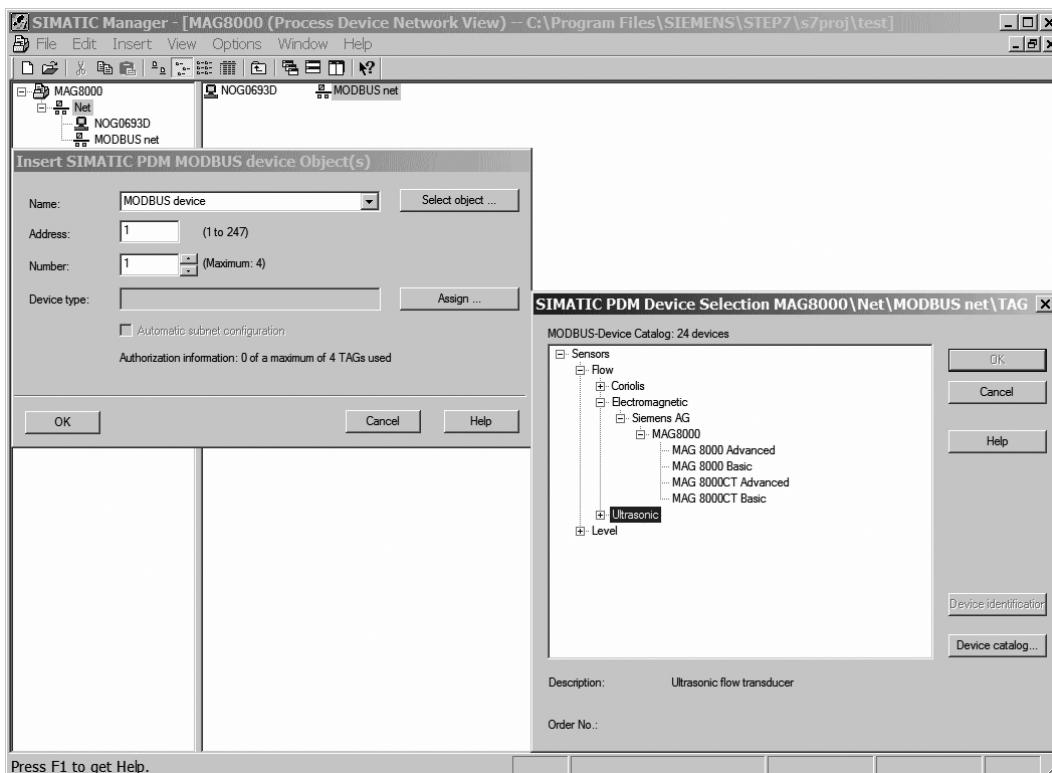 SIMATIC Manager - [MAG8000 (Process Device Network View) -- C:\Program Files\SIEMENS\STEP7\s7proj\test]
File Edit Insert View Options Window Help
MAG8000
Net
NOG0693D
MODBUS net
NOG0693D MODBUS net
Insert SIMATIC PDM MODBUS device Object(s)
Name: MODBUS device Select object ...
Address: 1 (1 to 247)
Number: 1 (Maximum: 4)
Device type: Assign ...
Automatic subnet configuration
Authorization information: 0 of a maximum of 4 TAGs used
OK Cancel Help
SIMATIC PDM Device Selection MAG8000\Net\MODBUS net\TAG
MODBUS-Device Catalog: 24 devices
Sensors
Flow
Coriolis
Electromagnetic
Siemens AG
MAG8000
MAG 8000 Advanced
MAG 8000 Basic
MAG 8000CT Advanced
MAG 8000CT Basic
Ultrasonic
Level
OK
Cancel
Help
Device identification
Device catalog...
Description: Ultrasonic flow transducer
Order No.:
Press F1 to get Help.